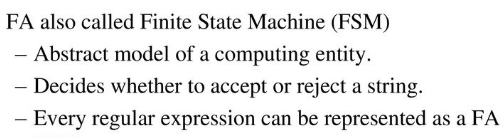 FA also called Finite State Machine (FSM)
– Abstract model of a computing entity.
– Decides whether to accept or reject a string.
– Every regular expression can be represented as a FA